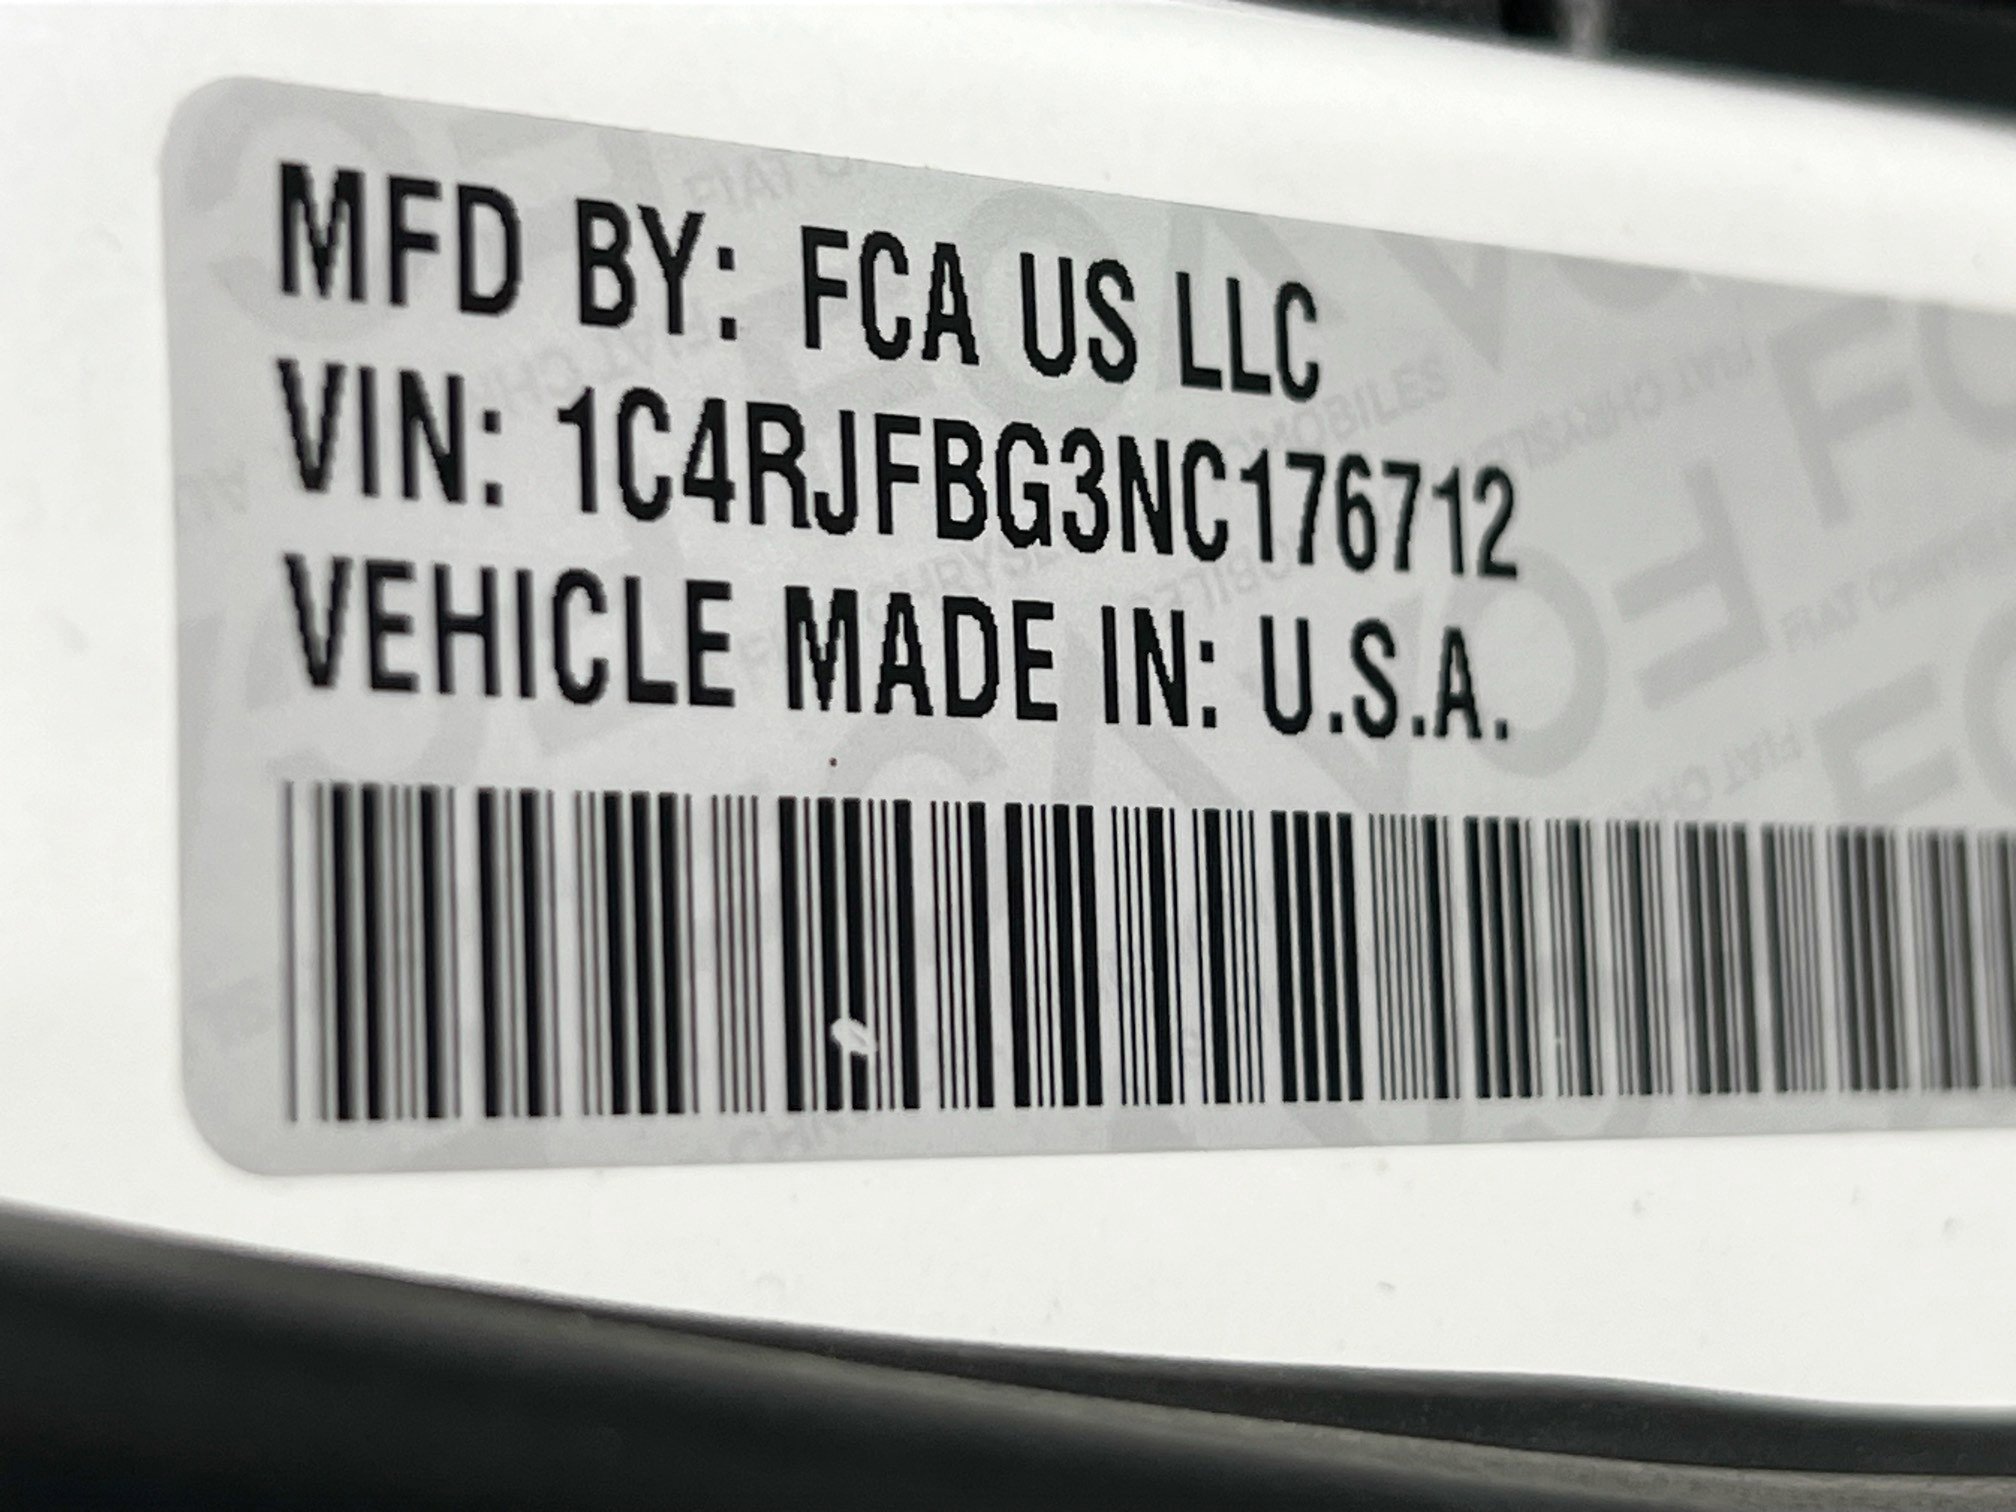 MFD BY: FCA US LLC
VIN: 1C4RJFBG3NC176712
VEHICLE MADE IN: U.S.A.